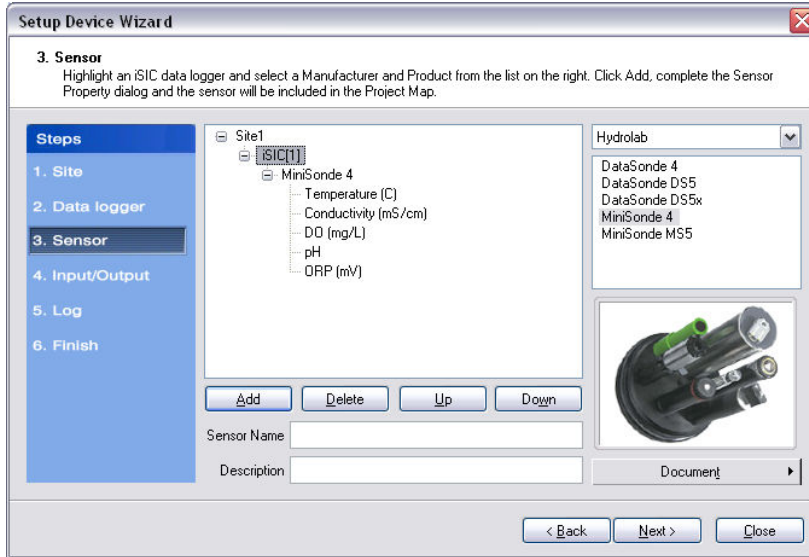 Setup Device Wizard
3. Sensor
Highlight an iSIC data logger and select a Manufacturer and Product from the list on the right. Click Add, complete the Sensor
Property dialog and the sensor will be included in the Project Map.
Steps
1. Site
2. Data logger
3. Sensor
4. Input/Output
5. Log
6. Finish
Site1
iSIC[1]
MiniSonde 4
Temperature (C)
Conductivity (mS/cm)
DO (mg/L)
pH
ORP (mV)
Hydrolab
DataSonde 4
DataSonde DS5
DataSonde DS5x
MiniSonde 4
MiniSonde MS5
Add
Delete
Up
Down
Sensor Name
Description
Document
< Back
Next >
Close